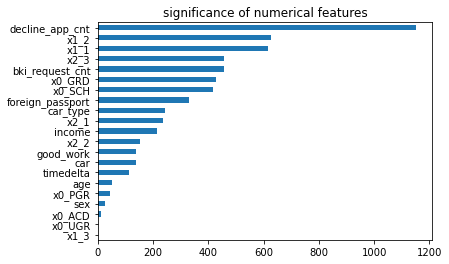 significance of numerical features
decline_app_cnt
x1_2
x1_1
x2_3
bki_request_cnt
x0_GRD
x0_SCH
foreign_passport
car_type
x2_1
income
x2_2
good_work
car
timedelta
age
x0_PGR
sex
x0_ACD
x0_UGR
x1_3
0 200 400 600 800 1000 1200